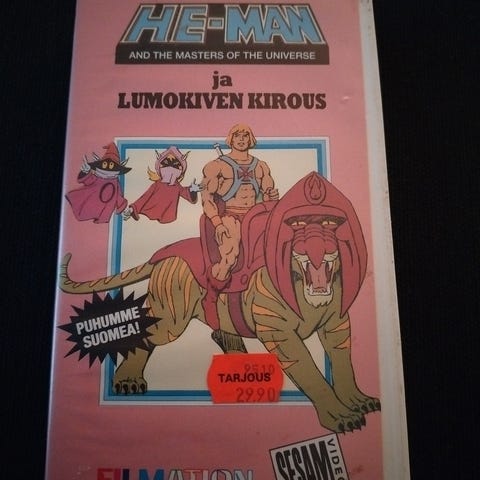 HE-MAN
AND THE MASTERS OF THE UNIVERSE
ja
LUMOKIVEN KIROUS
O
PUHUMME
SUOMEA!
9510
TARJOUS
29.90
FILMATION
SESAM
VIDEO